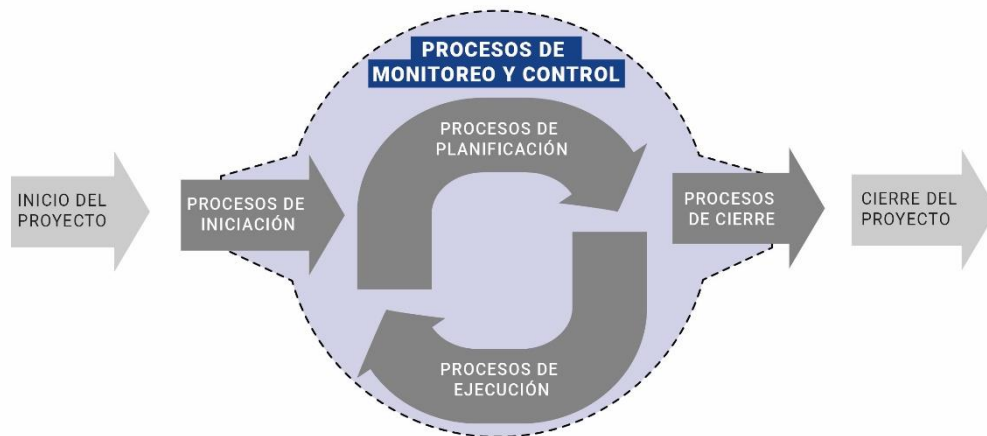 PROCESOS DE
MONITOREO Y CONTROL
PROCESOS DE
PLANIFICACIÓN
INICIO DEL
PROYECTO
PROCESOS DE
INICIACIÓN
PROCESOS
DE CIERRE
CIERRE DEL
PROYECTO
PROCESOS DE
EJECUCIÓN